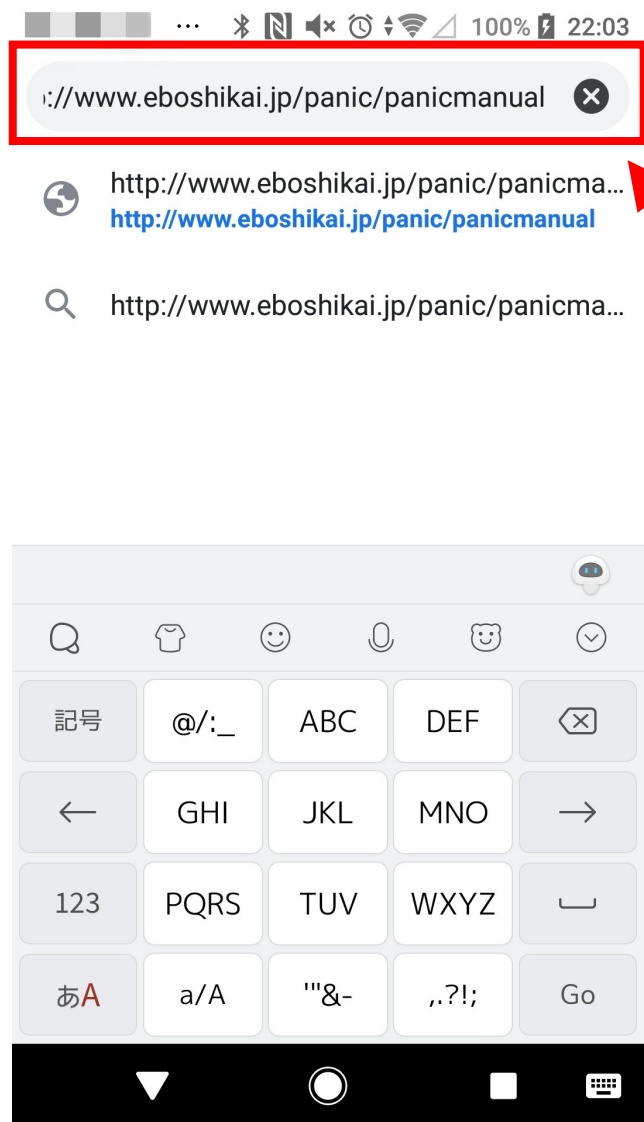 ... 100% 22:03
://www.eboshikai.jp/panic/panicmanual
http://www.eboshikai.jp/panic/panicma...
http://www.eboshikai.jp/panic/panicmanual
http://www.eboshikai.jp/panic/panicma...
記号 @/:_ ABC DEF
← GHI JKL MNO →
123 PQRS TUV WXYZ
あA a/A '"&- ,.?!; Go